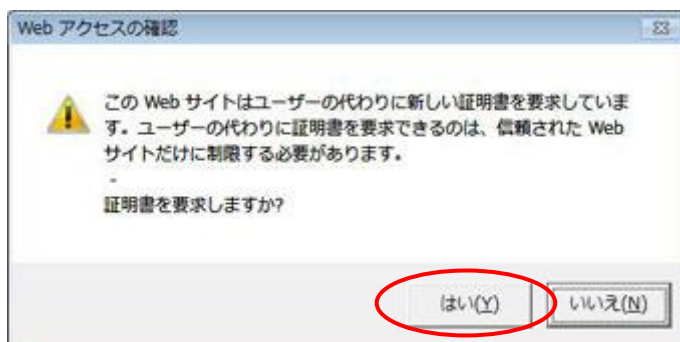 Web アクセスの確認
この Web サイトはユーザーの代わりに新しい証明書を要求していま
す。ユーザーの代わりに証明書を要求できるのは、信頼された Web
サイトだけに制限する必要があります。
-
証明書を要求しますか?
はい(Y) いいえ(N)